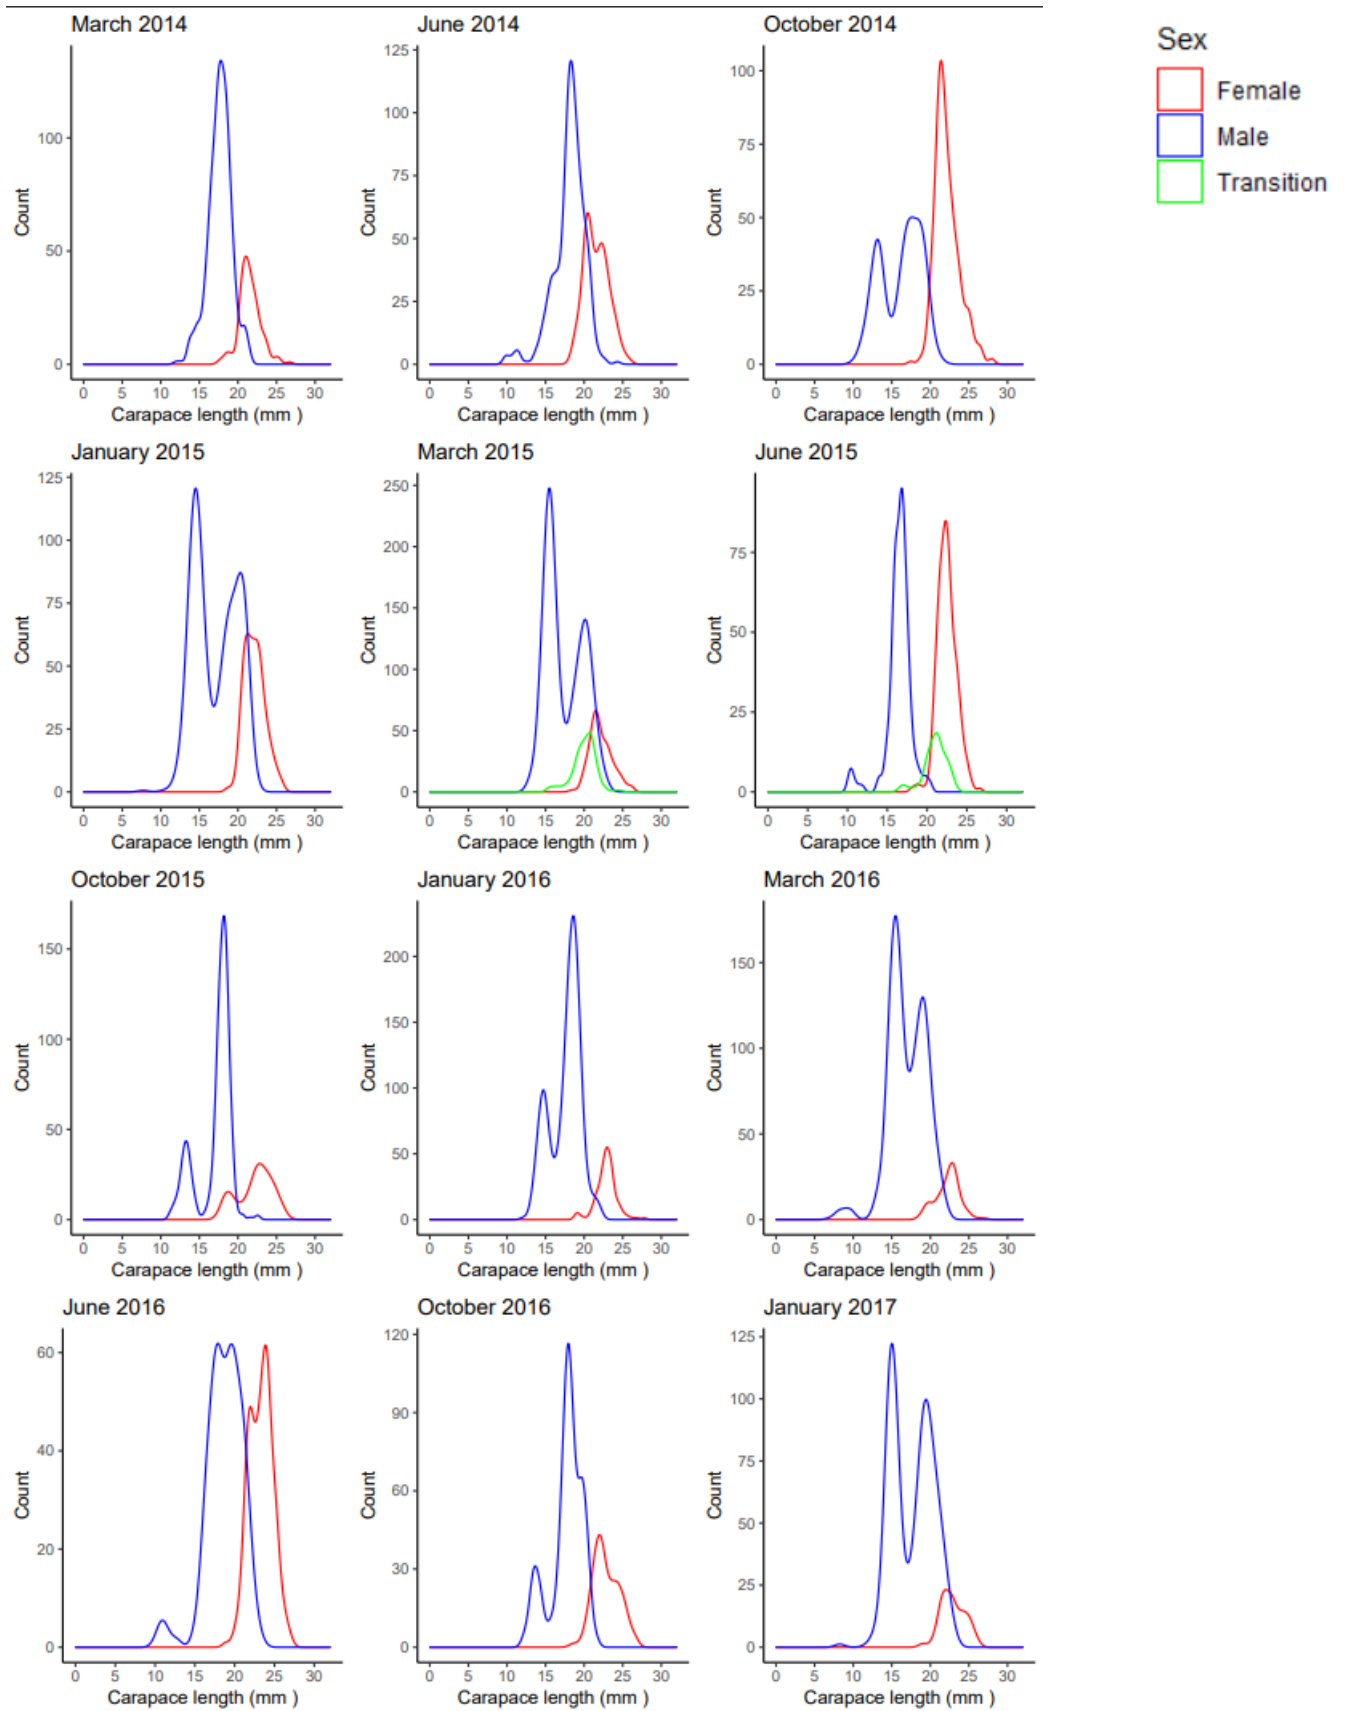 March 2014
June 2014
October 2014
Sex
Female
Male
Transition
Count
100
50
0
0 5 10 15 20 25 30
Carapace length (mm )
Count
125
100
75
50
25
0
0 5 10 15 20 25 30
Carapace length (mm )
Count
100
75
50
25
0
0 5 10 15 20 25 30
Carapace length (mm )
January 2015
March 2015
June 2015
Count
125
100
75
50
25
0
0 5 10 15 20 25 30
Carapace length (mm )
Count
250
200
150
100
50
0
0 5 10 15 20 25 30
Carapace length (mm )
Count
75
50
25
0
0 5 10 15 20 25 30
Carapace length (mm )
October 2015
January 2016
March 2016
Count
150
100
50
0
0 5 10 15 20 25 30
Carapace length (mm )
Count
200
150
100
50
0
0 5 10 15 20 25 30
Carapace length (mm )
Count
150
100
50
0
0 5 10 15 20 25 30
Carapace length (mm )
June 2016
October 2016
January 2017
Count
60
40
20
0
0 5 10 15 20 25 30
Carapace length (mm )
Count
120
90
60
30
0
0 5 10 15 20 25 30
Carapace length (mm )
Count
125
100
75
50
25
0
0 5 10 15 20 25 30
Carapace length (mm )